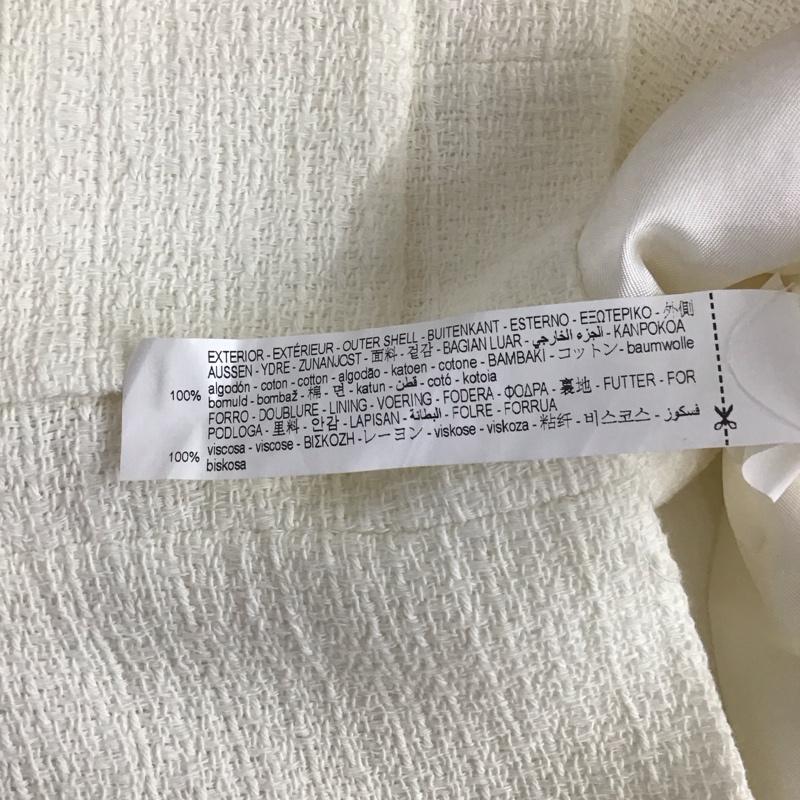 EXTERIOR - EXTÉRIEUR - OUTER SHELL - BUITENKANT - ESTERNO - ΕΞΩΤΕΡΙΚΟ - 外側
AUSSEN - YDRE - ZUNANJOST - 面料 - 겉감 - BAGIAN LUAR - الجزء الخارجي - KANPOKOA
100% algodón - coton - cotton - algodão - katoen - cotone - ΒΑΜΒΑΚΙ - コットン - baumwolle
bomuld - bombaž - 棉 - 면 - katun - قطن - cotó - kotoia
FORRO - DOUBLURE - LINING - VOERING - FODERA - ΦΟΔΡΑ - 裏地 - FUTTER - FOR
PODLOGA - 里料 - 안감 - LAPISAN - البطانة - FOLRE - FORRUA
100% viscosa - viscose - ΒΙΣΚΟΖΗ - レーヨン - viskose - viskoza - 粘纤 - 비스코스 - فسكوز
biskosa